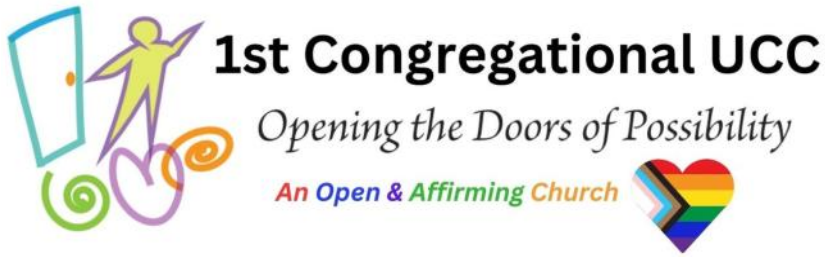 1st Congregational UCC
Opening the Doors of Possibility
An Open & Affirming Church